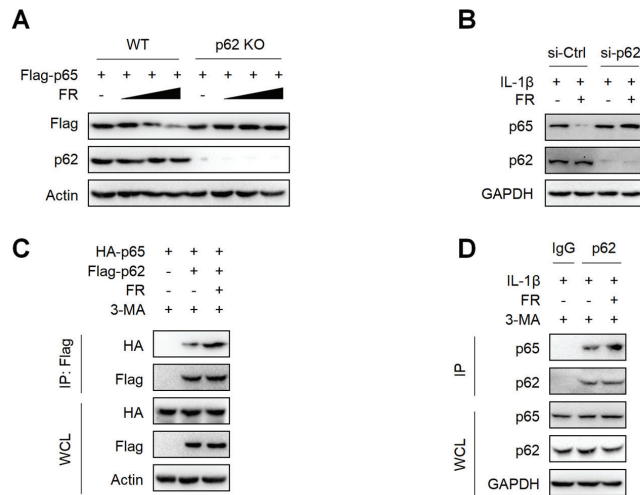 A
WT p62 KO
Flag-p65 + + + + + + + +
FR - -
Flag
p62
Actin
B
si-Ctrl si-p62
IL-1β + + + +
FR - + - +
p65
p62
GAPDH
C
HA-p65 + + +
Flag-p62 - + +
FR - - +
3-MA + + +
IP: Flag
HA
Flag
WCL
HA
Flag
Actin
D
IgG p62
IL-1β + + +
FR - - +
3-MA + + +
IP
p65
p62
WCL
p65
p62
GAPDH